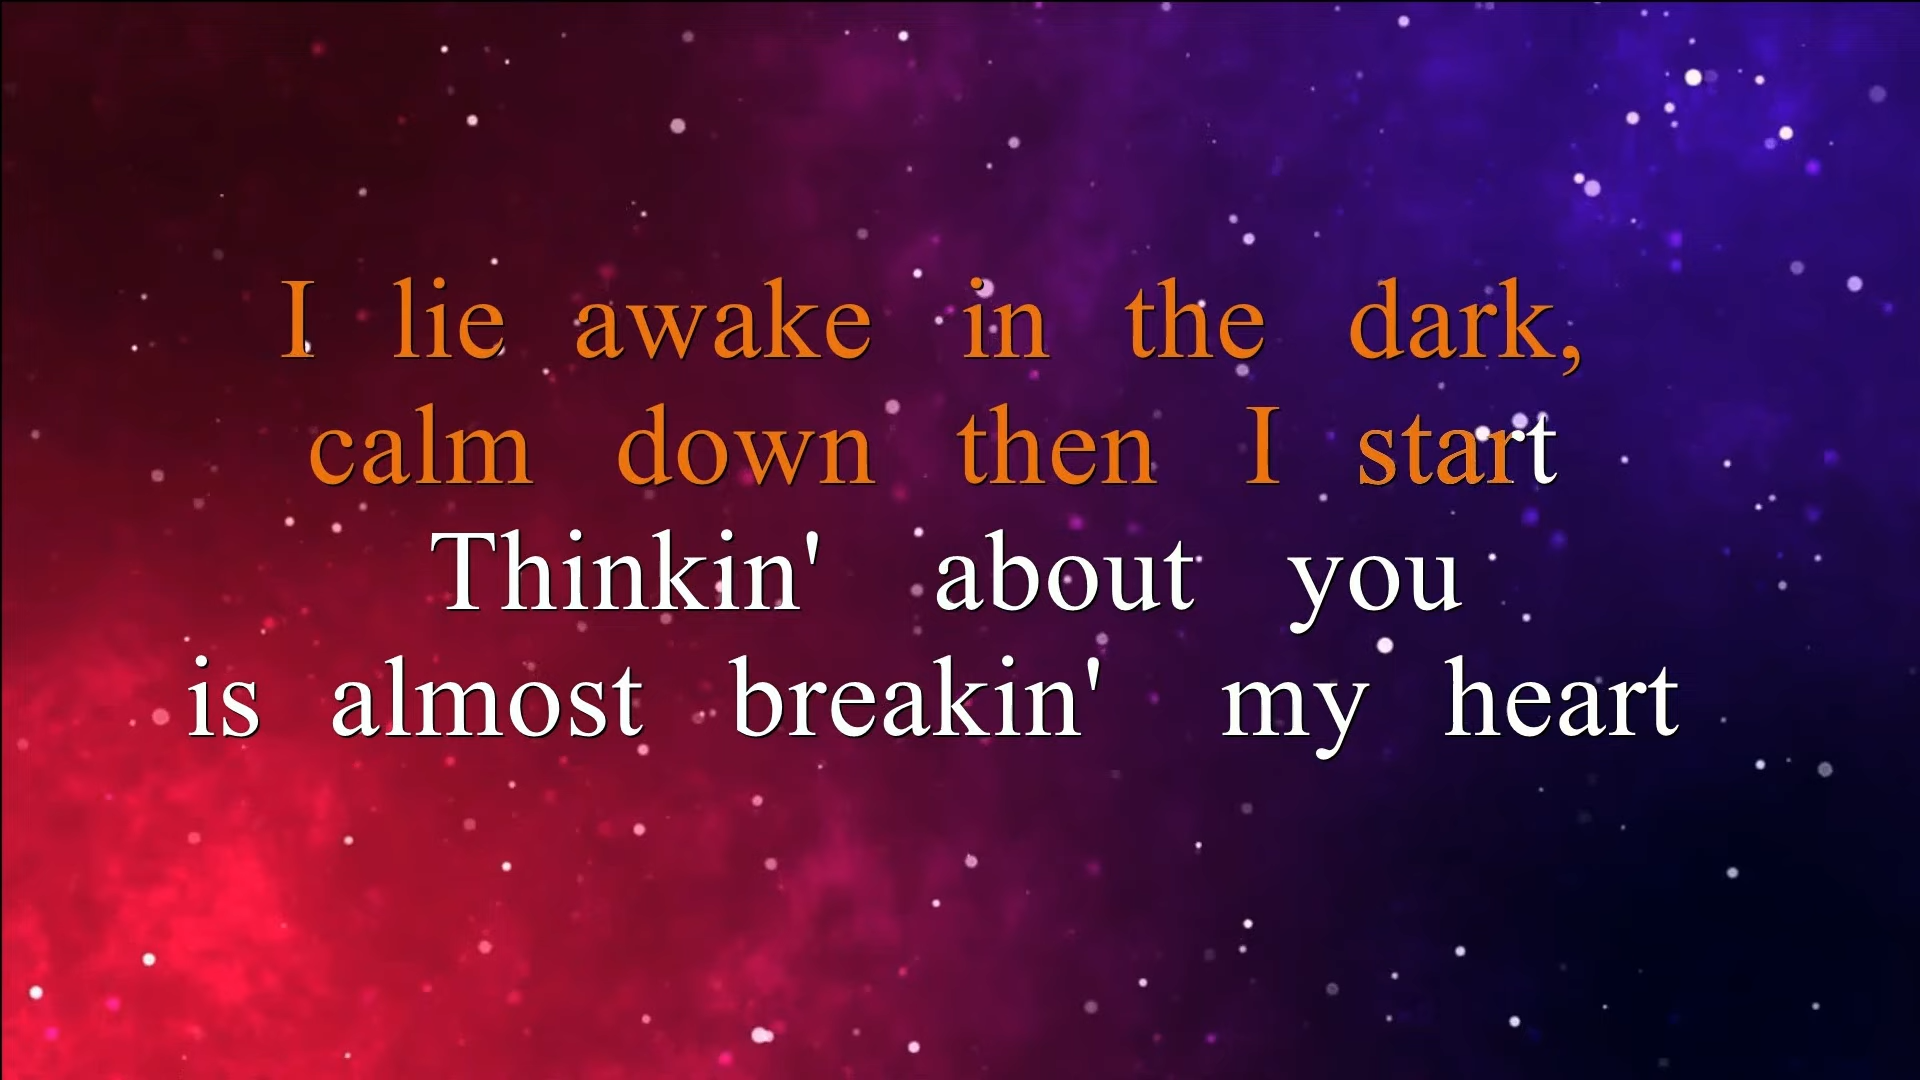 I lie awake in the dark,
calm down then I start
Thinkin' about you
is almost breakin' my heart